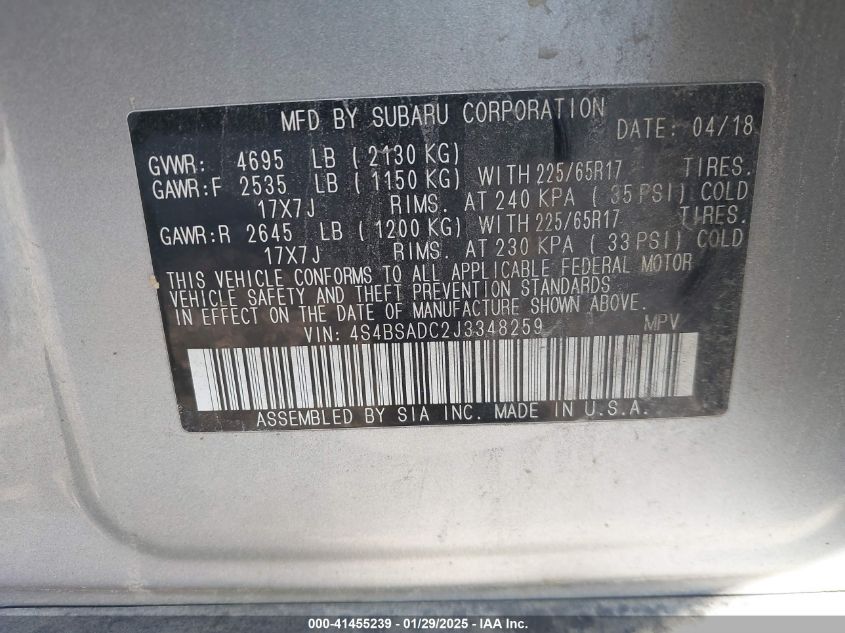 MFD BY SUBARU CORPORATION DATE: 04/18
GVWR: 4695 LB ( 2130 KG)
GAWR:F 2535 LB ( 1150 KG) WITH 225/65R17 TIRES.
17X7J RIMS. AT 240 KPA ( 35 PSI) COLD
GAWR:R 2645 LB ( 1200 KG) WITH 225/65R17 TIRES.
17X7J RIMS. AT 230 KPA ( 33 PSI) COLD
THIS VEHICLE CONFORMS TO ALL APPLICABLE FEDERAL MOTOR
VEHICLE SAFETY AND THEFT PREVENTION STANDARDS
IN EFFECT ON THE DATE OF MANUFACTURE SHOWN ABOVE.
VIN: 4S4BSADC2J3348259 MPV
ASSEMBLED BY SIA INC. MADE IN U.S.A.
000-41455239 - 01/29/2025 - IAAI.com